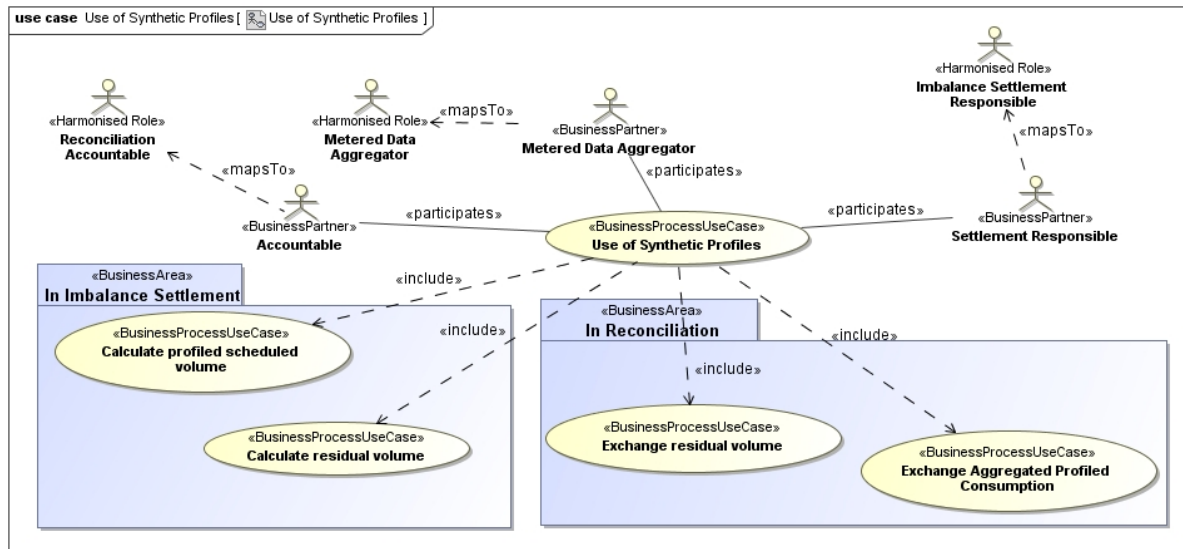 use case Use of Synthetic Profiles [ Use of Synthetic Profiles ]
«Harmonised Role»
Reconciliation
Accountable
«Harmonised Role»
Metered Data
Aggregator
«mapsTo»
«BusinessPartner»
Metered Data Aggregator
«Harmonised Role»
Imbalance Settlement
Responsible
«mapsTo»
«mapsTo»
«participates»
«BusinessPartner»
Accountable
«participates»
«BusinessProcessUseCase»
Use of Synthetic Profiles
«participates»
«BusinessPartner»
Settlement Responsible
«BusinessArea»
In Imbalance Settlement
«include»
«BusinessProcessUseCase»
Calculate profiled scheduled
volume
«include»
«BusinessProcessUseCase»
Calculate residual volume
«BusinessArea»
In Reconciliation
«include»
«include»
«BusinessProcessUseCase»
Exchange residual volume
«BusinessProcessUseCase»
Exchange Aggregated Profiled
Consumption